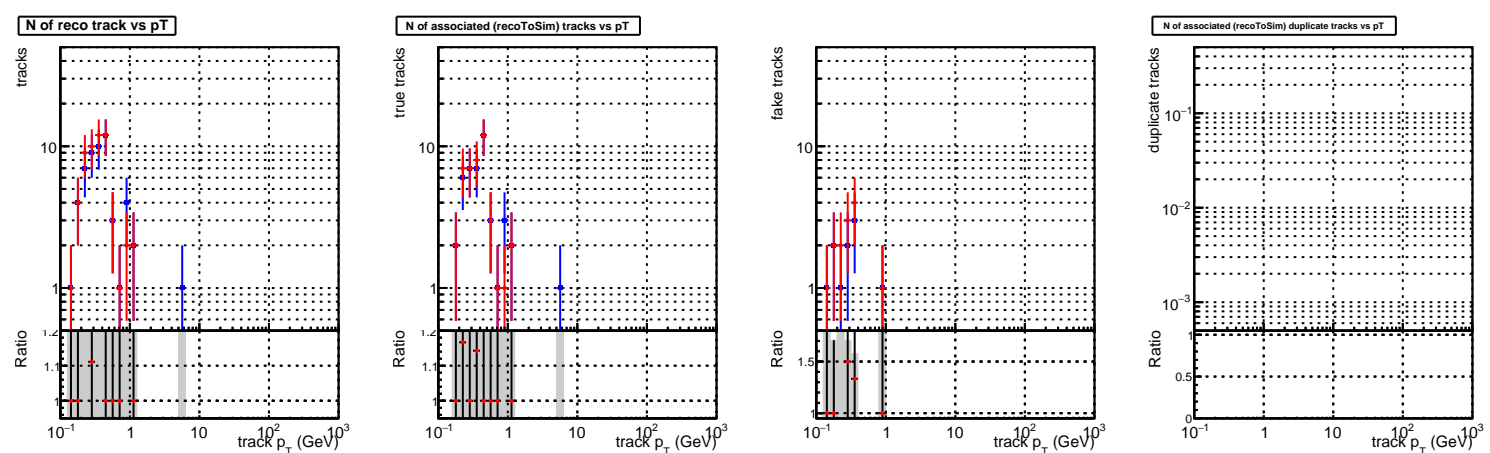 N of reco track vs pT
tracks
10
1
Ratio
1.2
1.1
1
10⁻¹ 1 10 10² 10³
track p_T (GeV)
N of associated (recoToSim) tracks vs pT
true tracks
10
1
Ratio
1.2
1.1
1
10⁻¹ 1 10 10² 10³
track p_T (GeV)
fake tracks
10
1
Ratio
1.5
1
10⁻¹ 1 10 10² 10³
track p_T (GeV)
N of associated (recoToSim) duplicate tracks vs pT
duplicate tracks
10⁻¹
10⁻²
10⁻³
Ratio
1
0.5
0
10⁻¹ 1 10 10² 10³
track p_T (GeV)